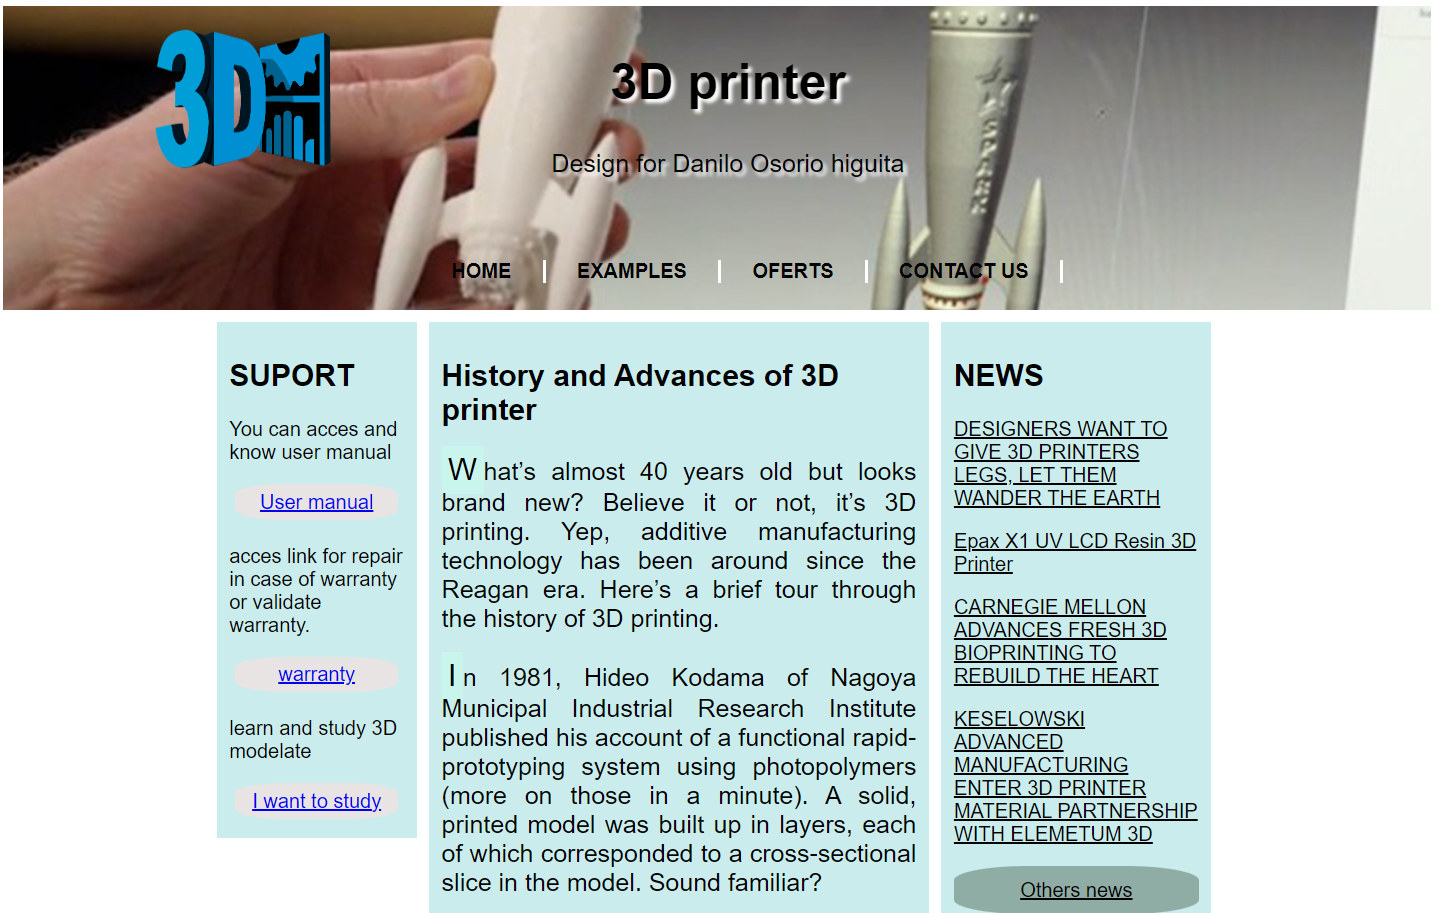 3D
3D printer
Design for Danilo Osorio higuita
HOME
EXAMPLES
OFERTS
CONTACT US
SUPORT
You can acces and
know user manual
User manual
acces link for repair
in case of warranty
or validate
warranty.
warranty
learn and study 3D
modelate
I want to study
History and Advances of 3D
printer
What’s almost 40 years old but looks
brand new? Believe it or not, it’s 3D
printing. Yep, additive manufacturing
technology has been around since the
Reagan era. Here’s a brief tour through
the history of 3D printing.
In 1981, Hideo Kodama of Nagoya
Municipal Industrial Research Institute
published his account of a functional rapid-
prototyping system using photopolymers
(more on those in a minute). A solid,
printed model was built up in layers, each
of which corresponded to a cross-sectional
slice in the model. Sound familiar?
NEWS
DESIGNERS WANT TO
GIVE 3D PRINTERS
LEGS, LET THEM
WANDER THE EARTH
Epax X1 UV LCD Resin 3D
Printer
CARNEGIE MELLON
ADVANCES FRESH 3D
BIOPRINTING TO
REBUILD THE HEART
KESELOWSKI
ADVANCED
MANUFACTURING
ENTER 3D PRINTER
MATERIAL PARTNERSHIP
WITH ELEMETUM 3D
Others news